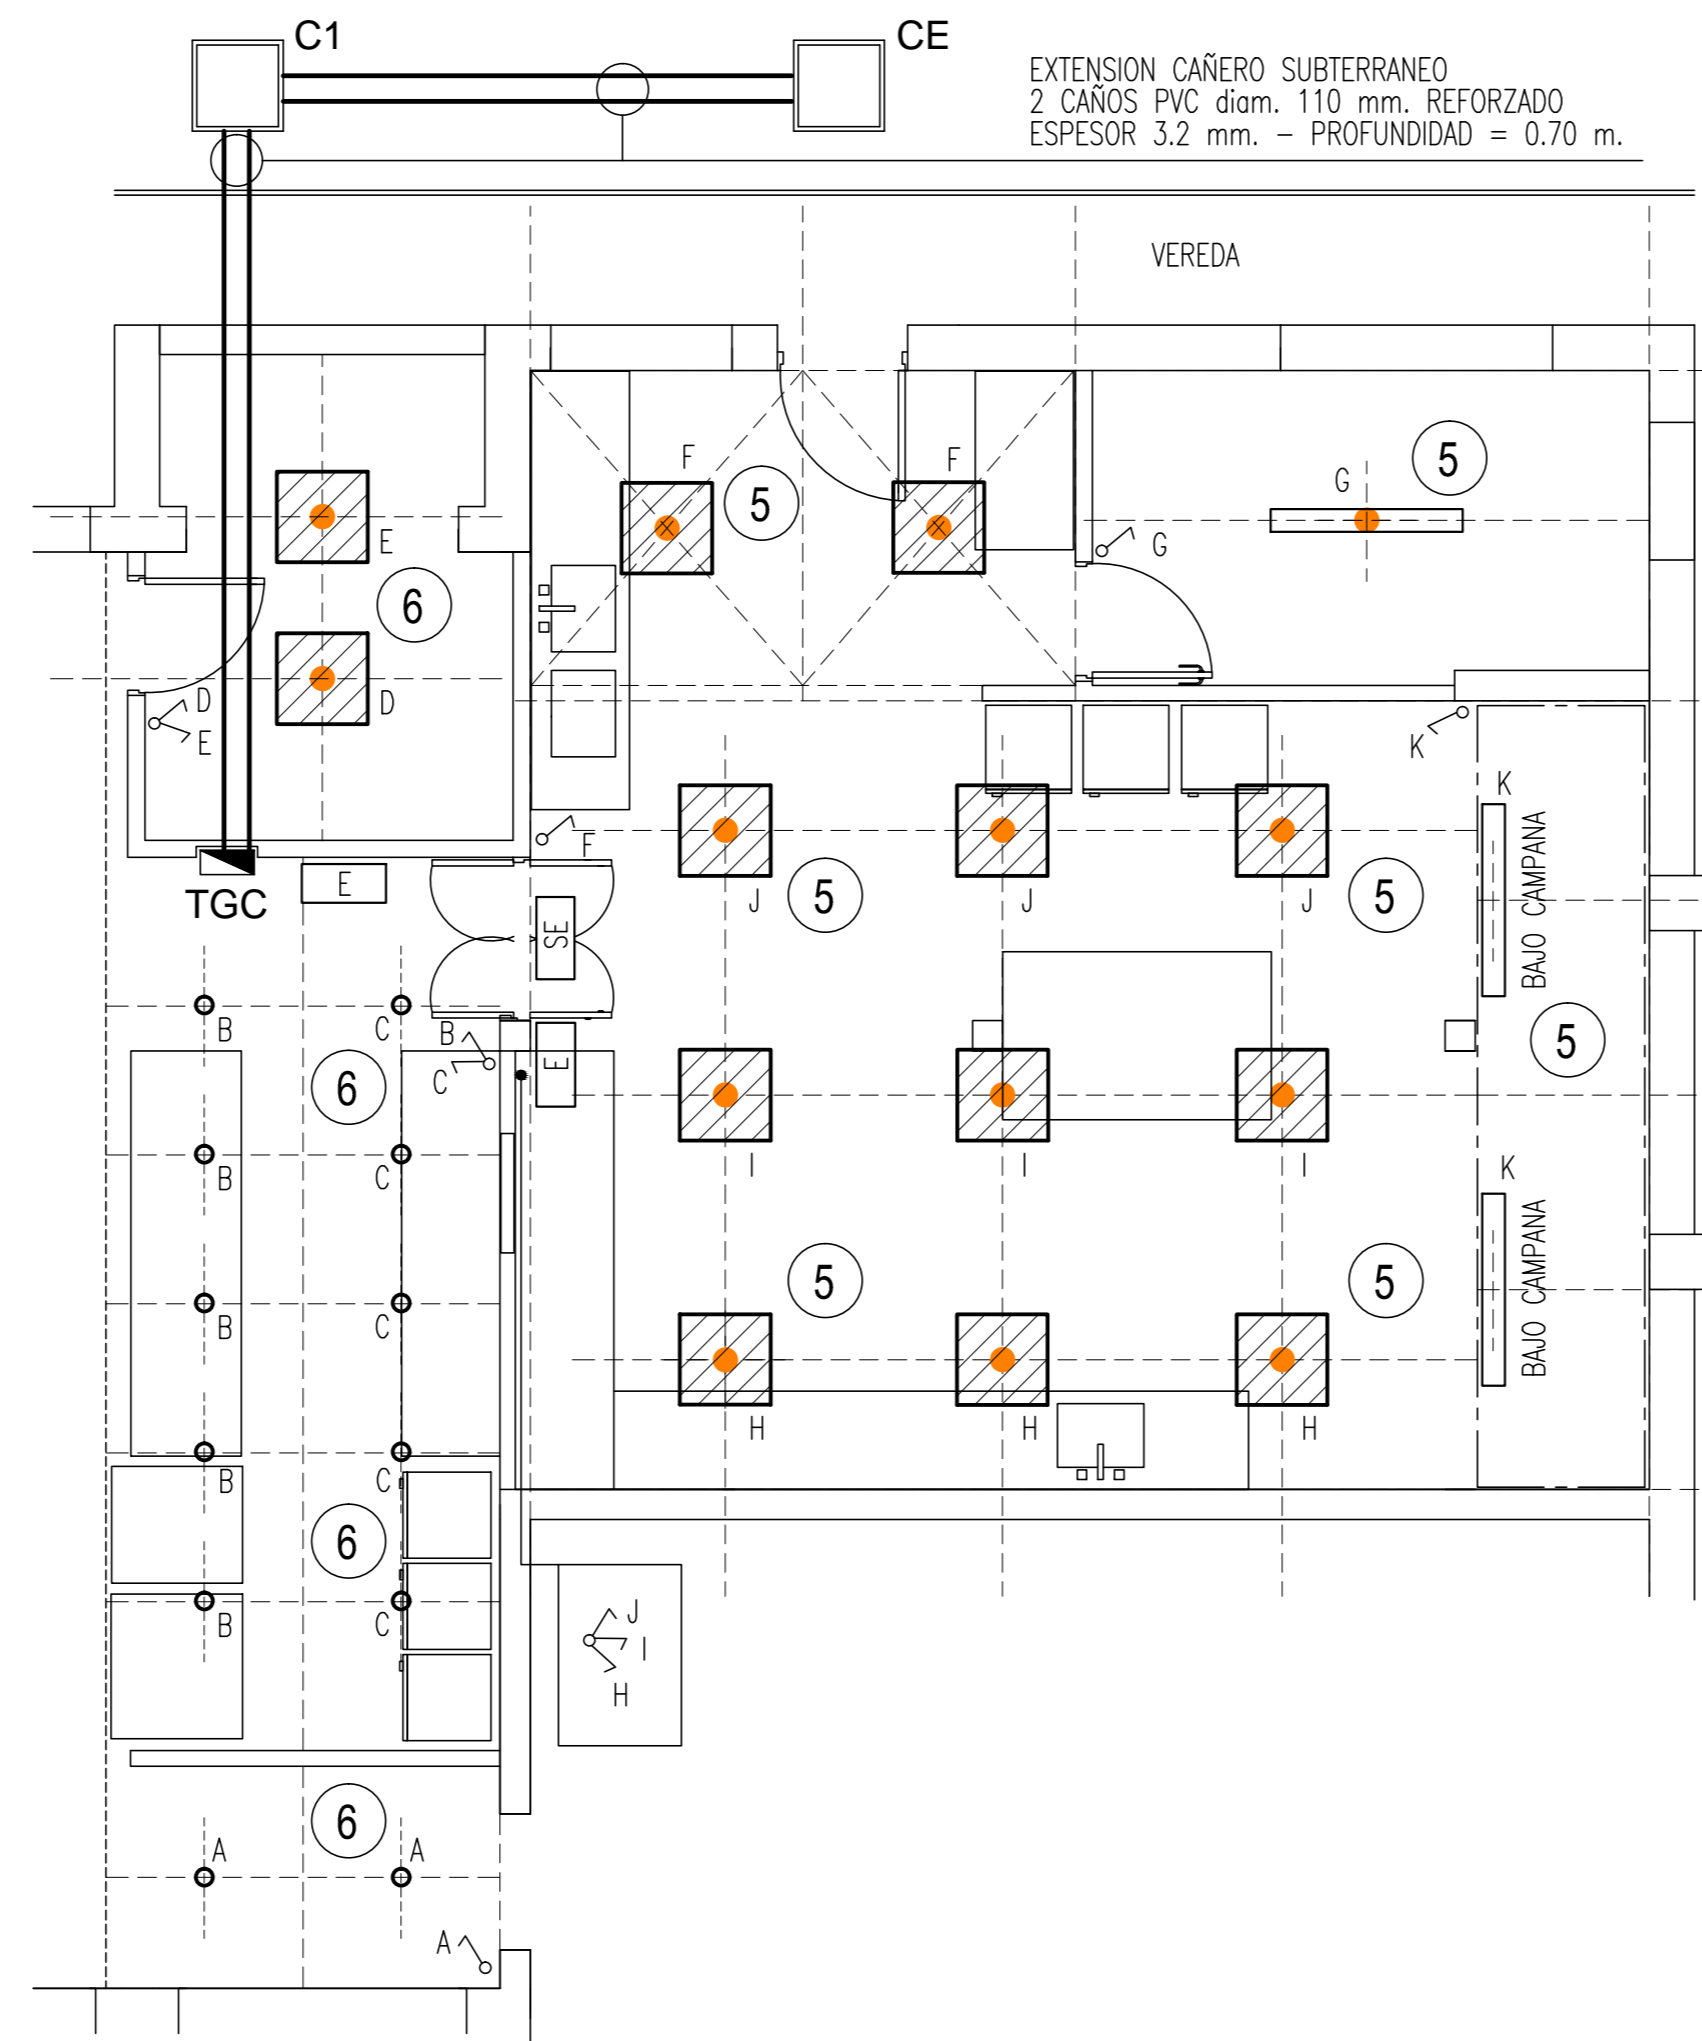 C1
CE
EXTENSION CAÑERO SUBTERRANEO
2 CAÑOS PVC diam. 110 mm. REFORZADO
ESPESOR 3.2 mm. – PROFUNDIDAD = 0.70 m.
VEREDA
F
5
F
G
5
E
G
6
D
D
E
K
K
F
BAJO CAMPANA
E
TGC
J
5
J
J
5
SE
B
C
B
C
E
5
6
B
C
I
I
I
K
BAJO CAMPANA
B
C
5
5
H
H
H
B
C
6
B
C
J
I
H
6
A
A
A